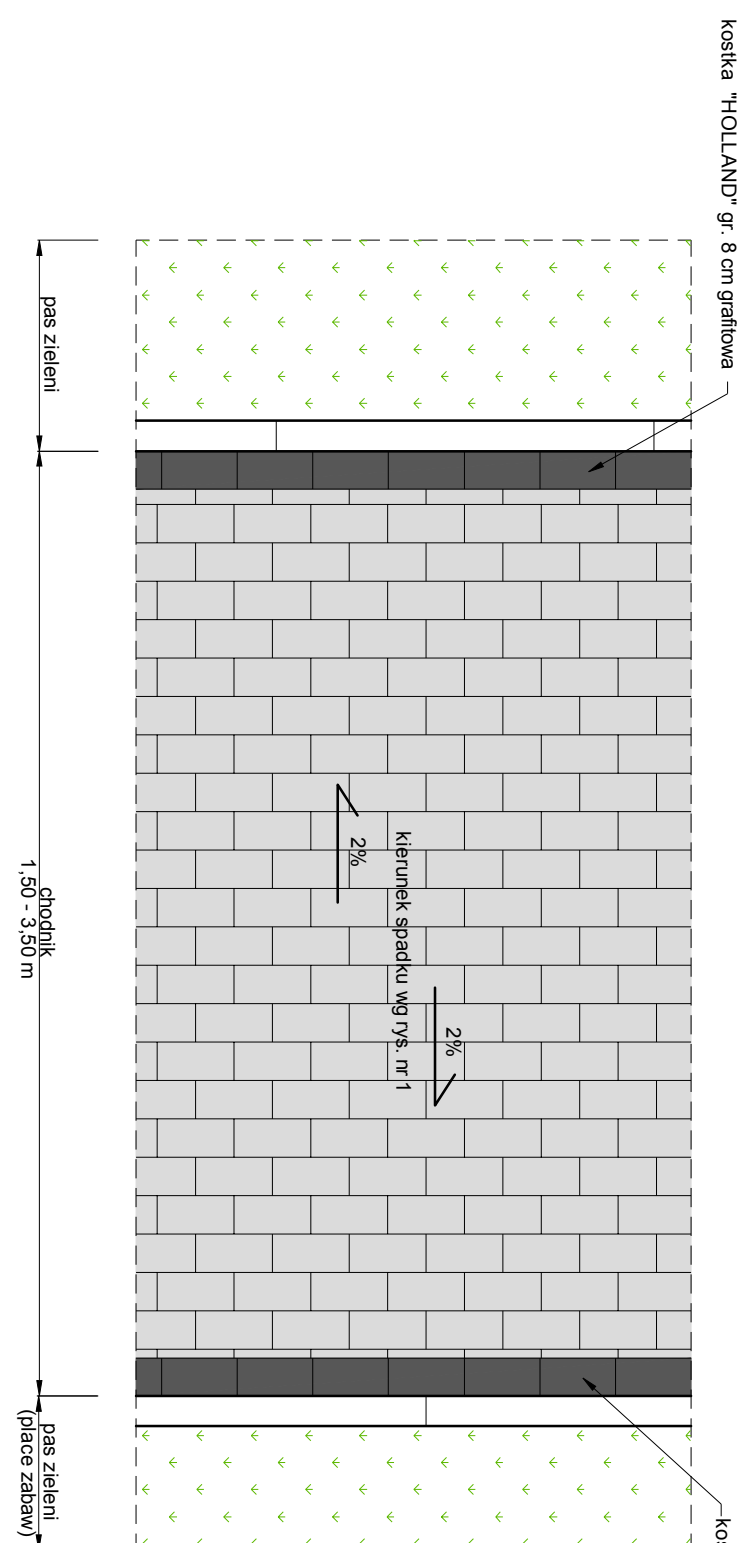 kostka "HOLLAND" gr. 8 cm grafitowa
pas zieleni
2%
kierunek spadku wg rys. nr 1
2%
chodnik
1,50 - 3,50 m
pas zieleni
(place zabaw)